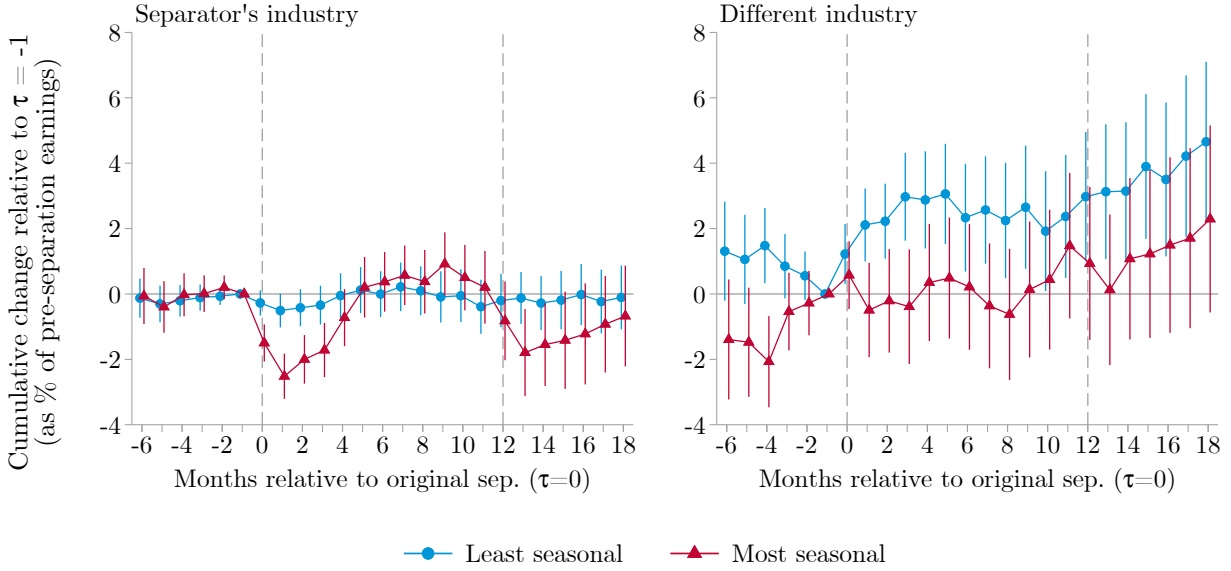 Separator's industry
Different industry
Cumulative change relative to τ = -1
(as % of pre-separation earnings)
8
6
4
2
0
-2
-4
-6 -4 -2 0 2 4 6 8 10 12 14 16 18
Months relative to original sep. (τ=0)
8
6
4
2
0
-2
-4
-6 -4 -2 0 2 4 6 8 10 12 14 16 18
Months relative to original sep. (τ=0)
Least seasonal
Most seasonal